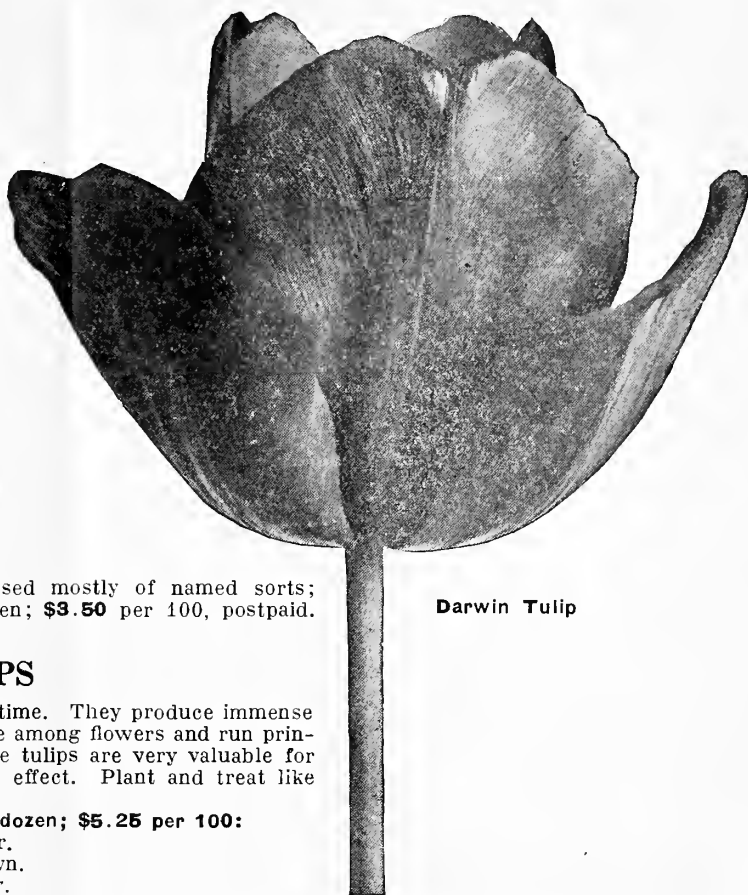 sed mostly of named sorts;
en; $3.50 per 100, postpaid.
Darwin Tulip
PS
time. They produce immense
e among flowers and run prin-
e tulips are very valuable for
effect. Plant and treat like
dozen; $5.25 per 100:
r.
wn.
r.